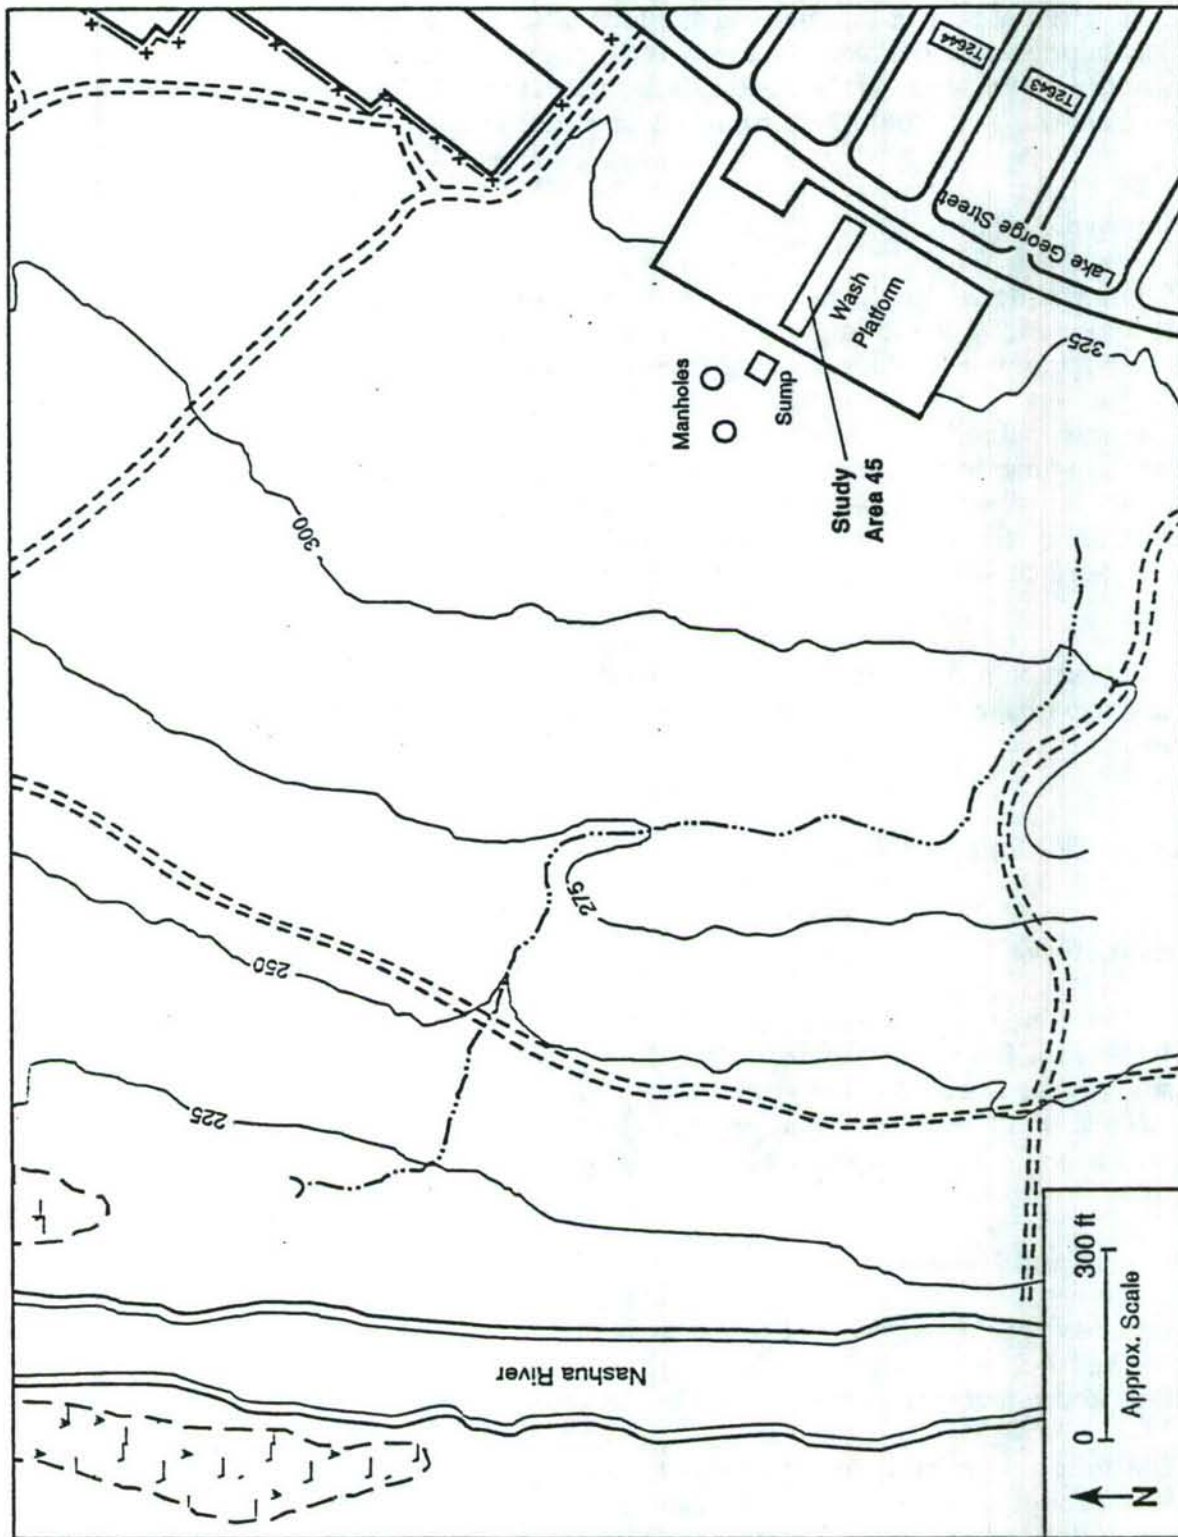 T2644
T2643
Lake George Street
Wash
Platform
Manholes
Sump
325
Study
Area 45
300
275
250
225
Nashua River
0 300 ft
Approx. Scale
N